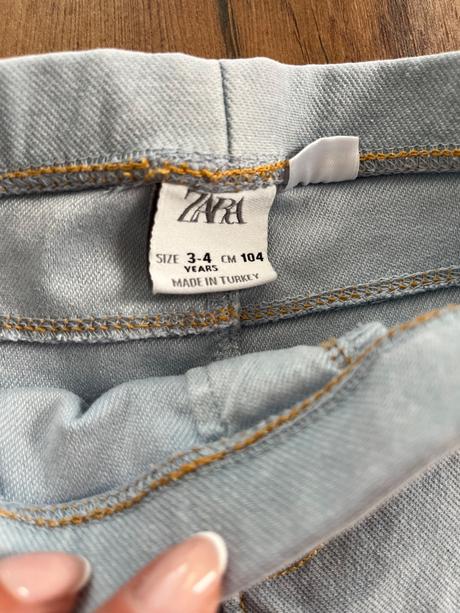 ZARA
SIZE 3-4 CM 104
YEARS
MADE IN TURKEY